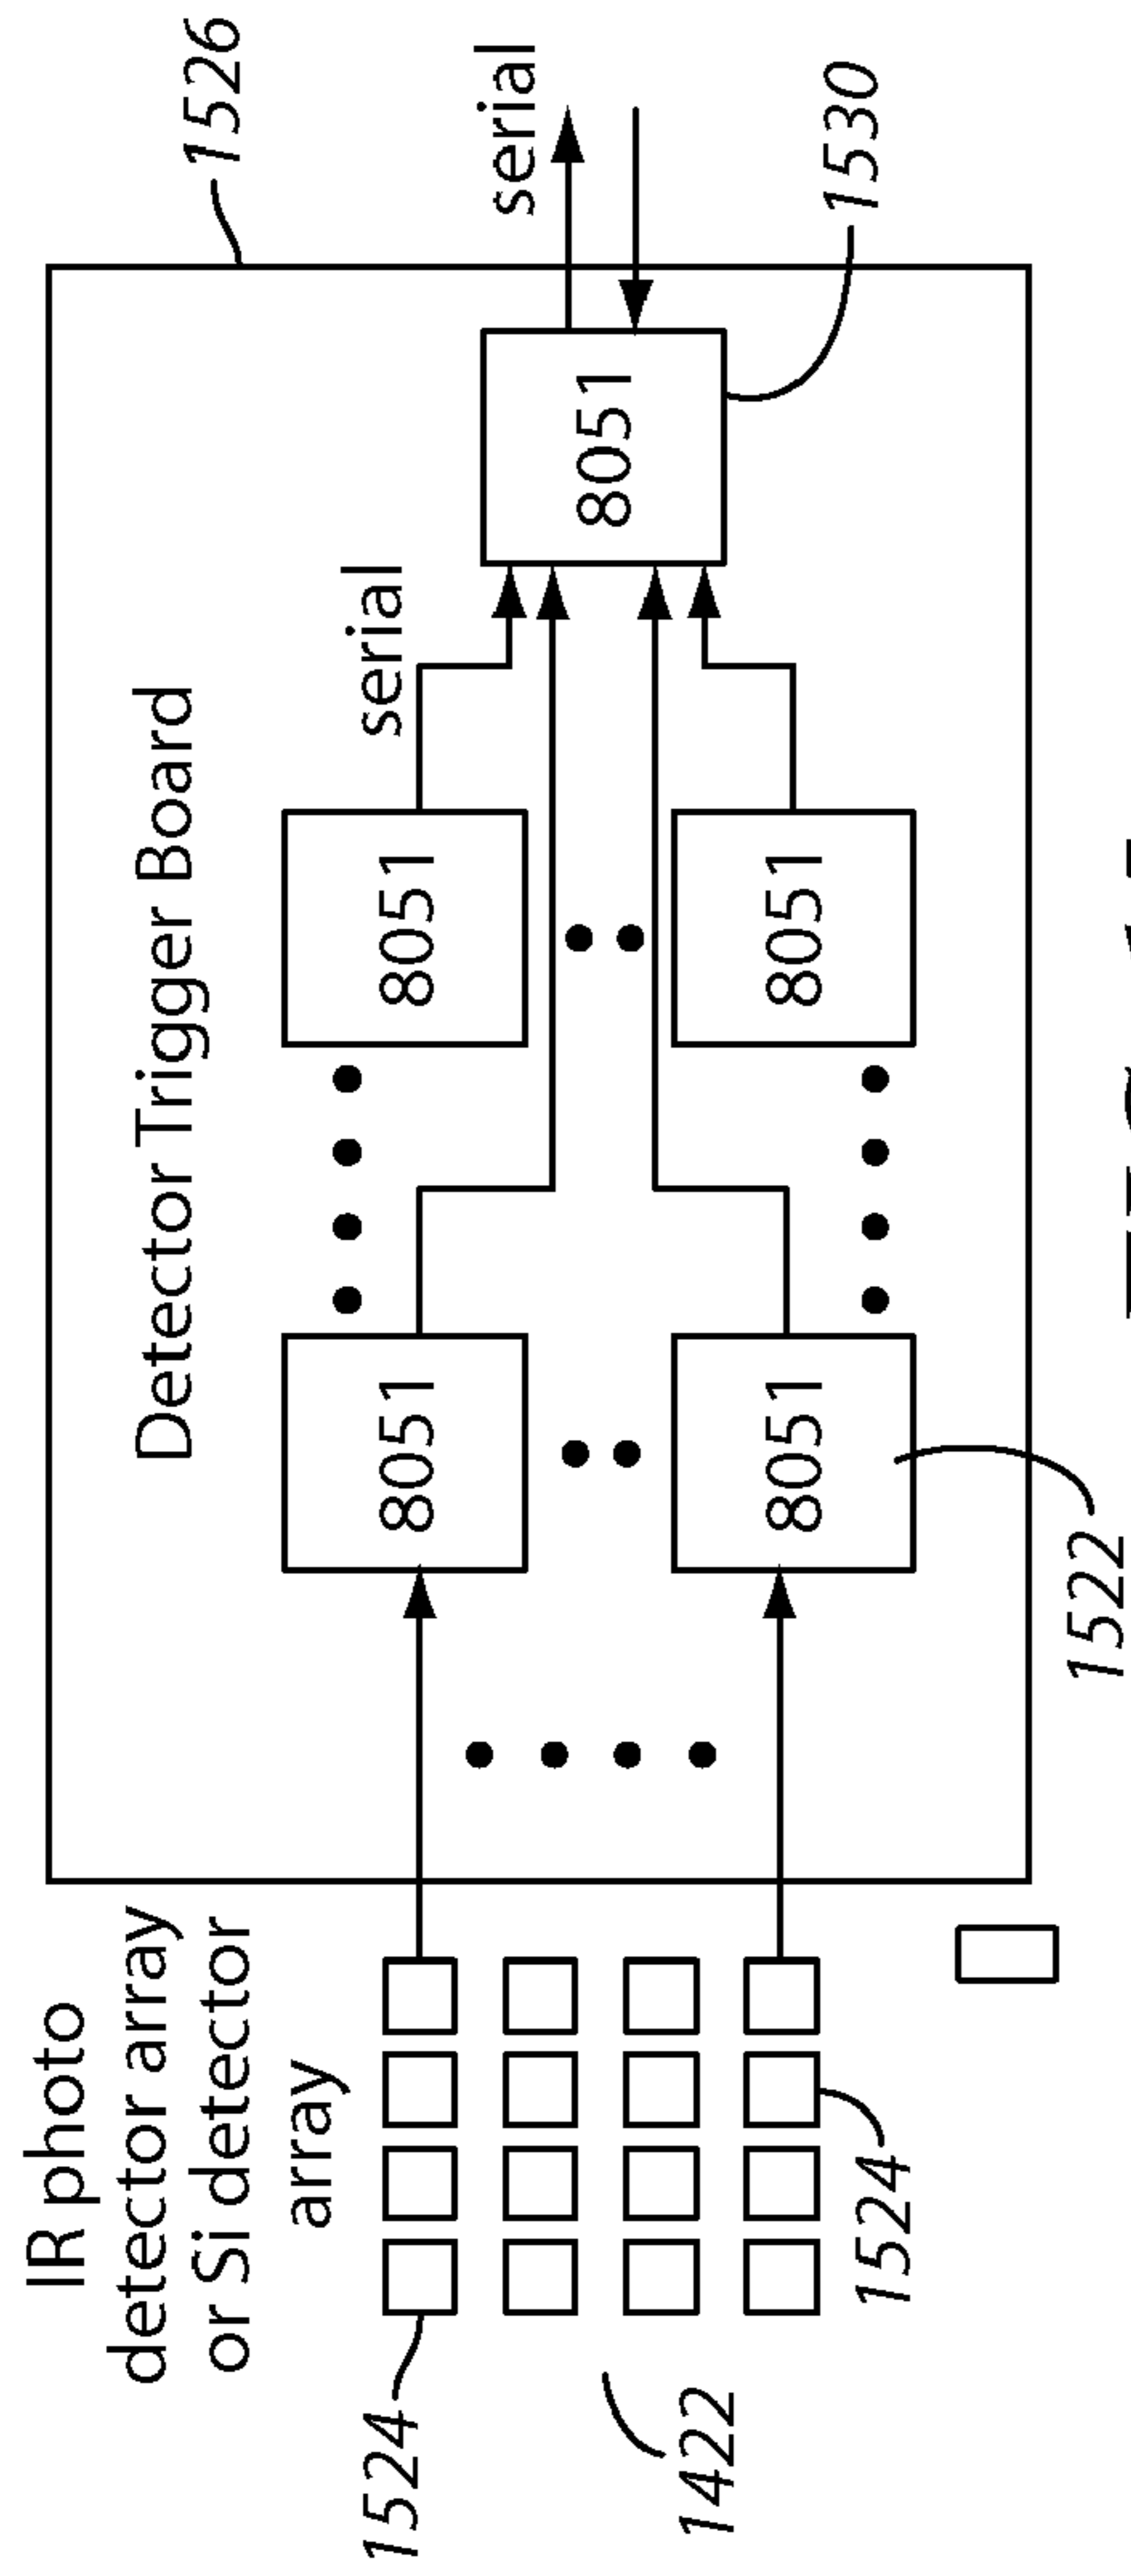 IR photo
detector array
or Si detector
array
1524
1422
1524
Detector Trigger Board
1526
8051
8051
serial
8051
8051
1522
8051
serial
1530